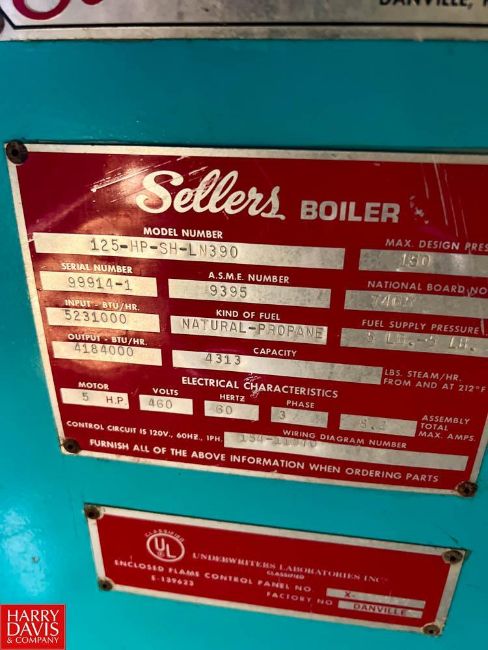 DANVILLE,
Sellers BOILER
MODEL NUMBER
125-HP-SH-LN390
MAX. DESIGN PRES
SERIAL NUMBER
99914-1
A.S.M.E. NUMBER
9395
NATIONAL BOARD NO
INPUT - BTU/HR.
5231000
KIND OF FUEL
NATURAL-PROPANE
FUEL SUPPLY PRESSURE
OUTPUT - BTU/HR.
4184000
CAPACITY
4313
LBS. STEAM/HR.
FROM AND AT 212°F
ELECTRICAL CHARACTERISTICS
MOTOR
5 H.P.
VOLTS
460
HERTZ
60
PHASE
3
ASSEMBLY
TOTAL
MAX. AMPS.
CONTROL CIRCUIT IS 120V., 60HZ., 1PH.
WIRING DIAGRAM NUMBER
FURNISH ALL OF THE ABOVE INFORMATION WHEN ORDERING PARTS
CLASSIFIED
UL
UNDERWRITERS LABORATORIES INC.
CLASSIFIED
ENCLOSED FLAME CONTROL PANEL NO
E-139623
FACTORY NO
DANVILLE
HARRY
DAVIS
& COMPANY